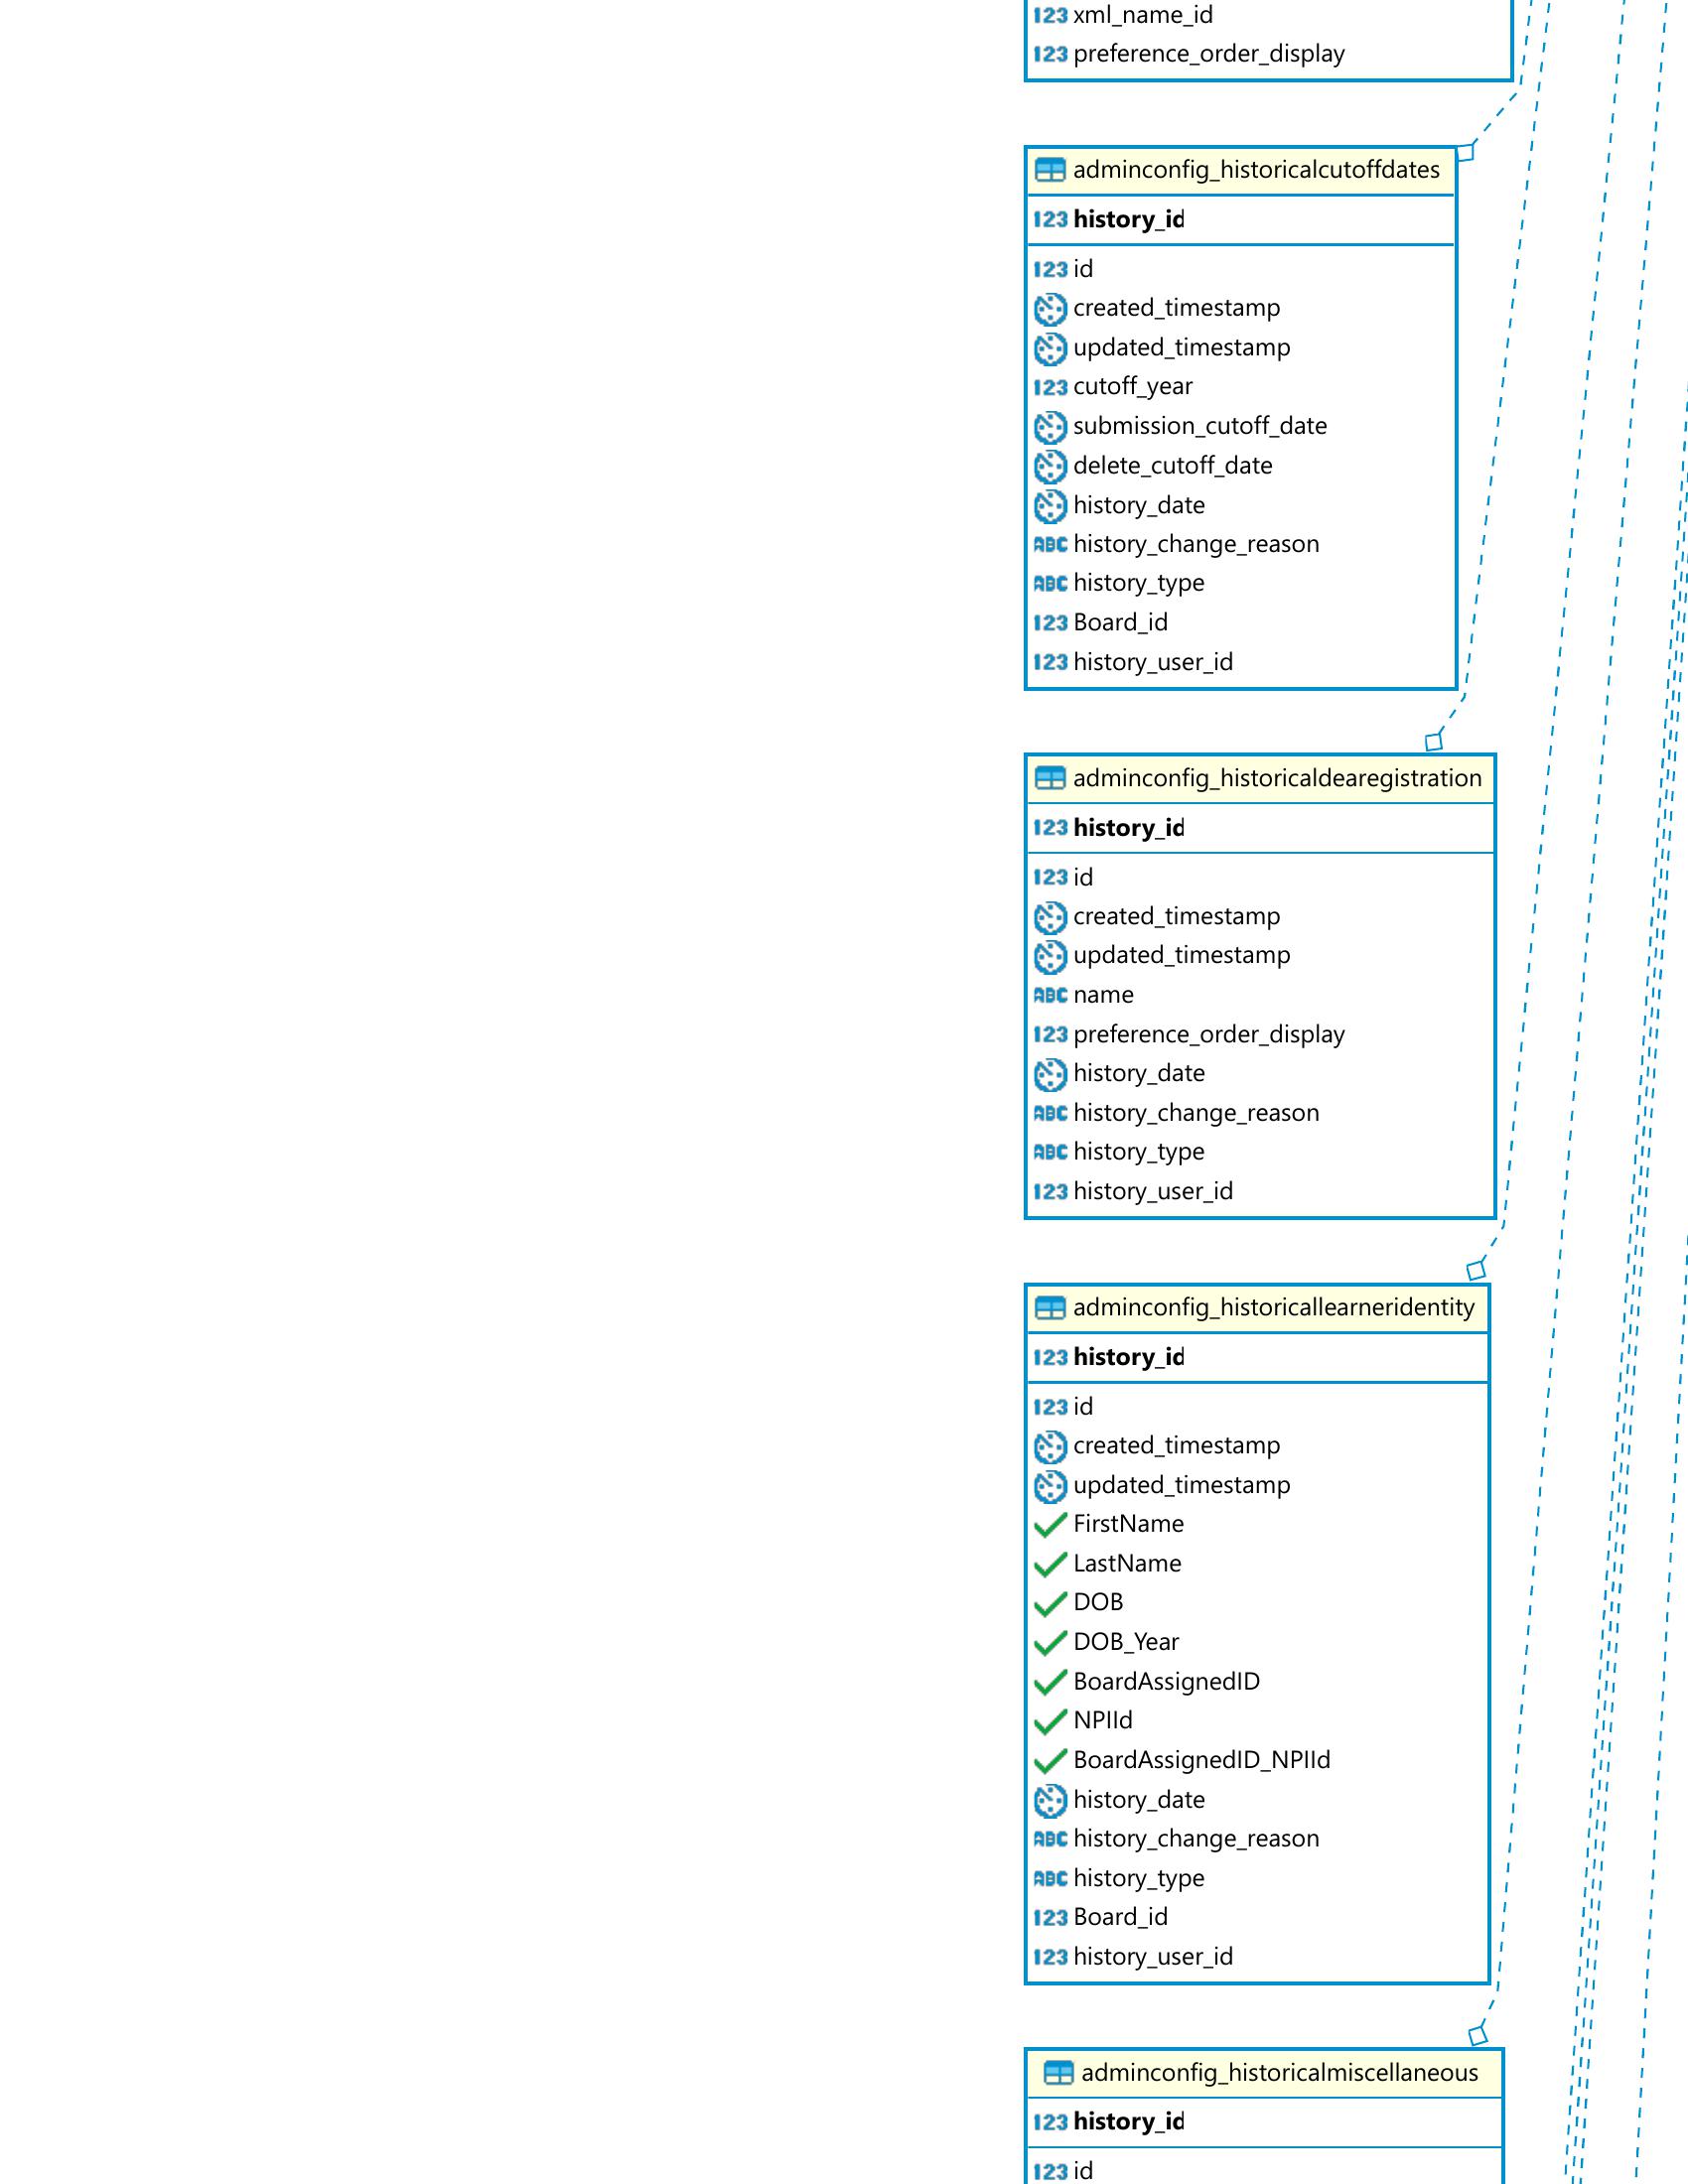 123 xml_name_id
123 preference_order_display
adminconfig_historicalcutoffdates
123 history_id
123 id
created_timestamp
updated_timestamp
123 cutoff_year
submission_cutoff_date
delete_cutoff_date
history_date
ABC history_change_reason
ABC history_type
123 Board_id
123 history_user_id
adminconfig_historicaldearegistration
123 history_id
123 id
created_timestamp
updated_timestamp
ABC name
123 preference_order_display
history_date
ABC history_change_reason
ABC history_type
123 history_user_id
adminconfig_historicallearneridentity
123 history_id
123 id
created_timestamp
updated_timestamp
FirstName
LastName
DOB
DOB_Year
BoardAssignedID
NPIId
BoardAssignedID_NPIId
history_date
ABC history_change_reason
ABC history_type
123 Board_id
123 history_user_id
adminconfig_historicalmiscellaneous
123 history_id
123 id